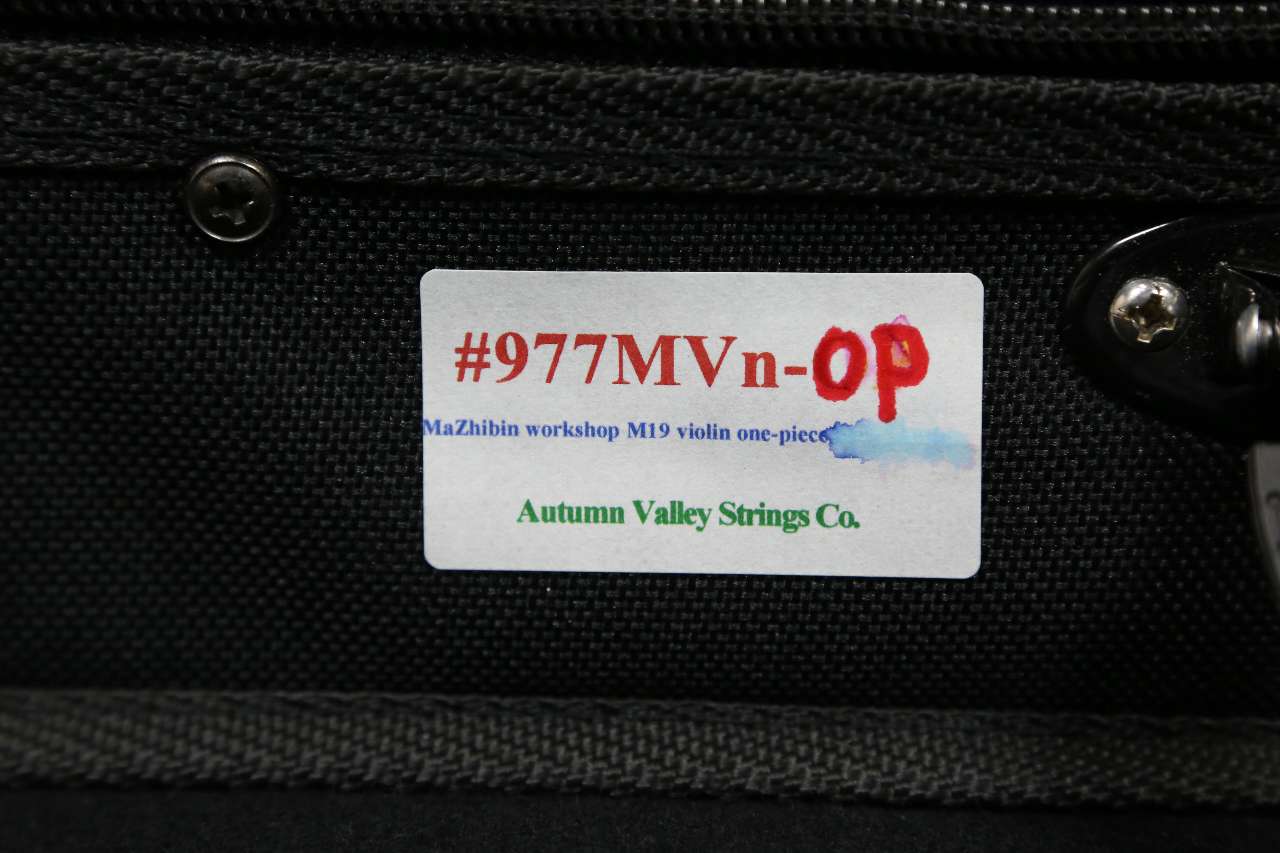 #977MVn-OP
MaZhibin workshop M19 violin one-piece
Autumn Valley Strings Co.